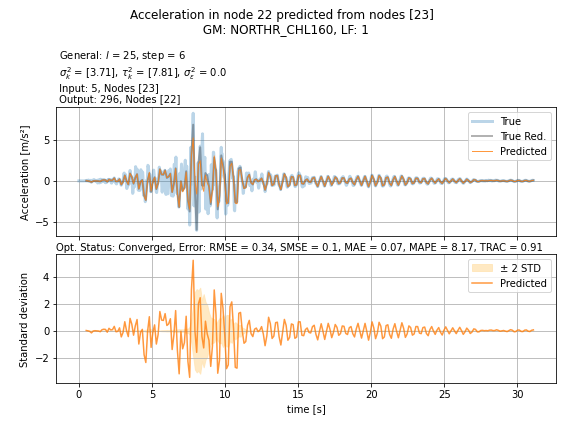 Acceleration in node 22 predicted from nodes [23]
GM: NORTHR_CHL160, LF: 1
General: l = 25, step = 6
σ²ₖ = [3.71], τ²ₖ = [7.81], σ²_ε = 0.0
Input: 5, Nodes [23]
Output: 296, Nodes [22]
Acceleration [m/s²]
5
0
−5
True
True Red.
Predicted
Opt. Status: Converged, Error: RMSE = 0.34, SMSE = 0.1, MAE = 0.07, MAPE = 8.17, TRAC = 0.91
Standard deviation
4
2
0
−2
± 2 STD
Predicted
0 5 10 15 20 25 30
time [s]